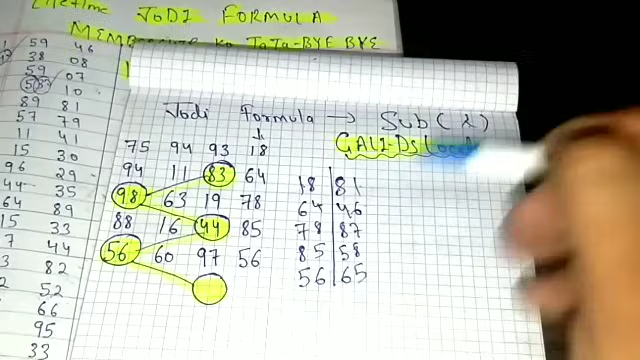 Lifetime JODI FORMULA
MEMBERSHIP KO TATA-BYE BYE
Jodi Formula → Sub(2)
GALI-DS
75 94 93 18
94 11 83 64
98 63 19 78
88 16 44 85
56 60 97 56
18 81
64 46
78 87
85 58
56 65
59 46
38 08
59 07
58 10
89 81
57 79
11 41
15 30
96 29
44 35
64 89
15 33
7 44
3 82
2 52
66
95
33